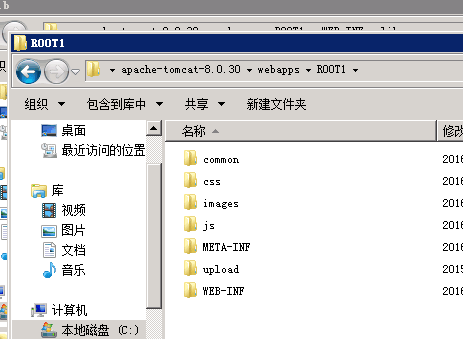 ROOT1
apache-tomcat-8.0.30 webapps ROOT1
组织 包含到库中 共享 新建文件夹
桌面
最近访问的位置
库
视频
图片
文档
音乐
计算机
本地磁盘 (C:)
名称 修改
common 2016
css 2016
images 2016
js 2016
META-INF 2016
upload 2015
WEB-INF 2016